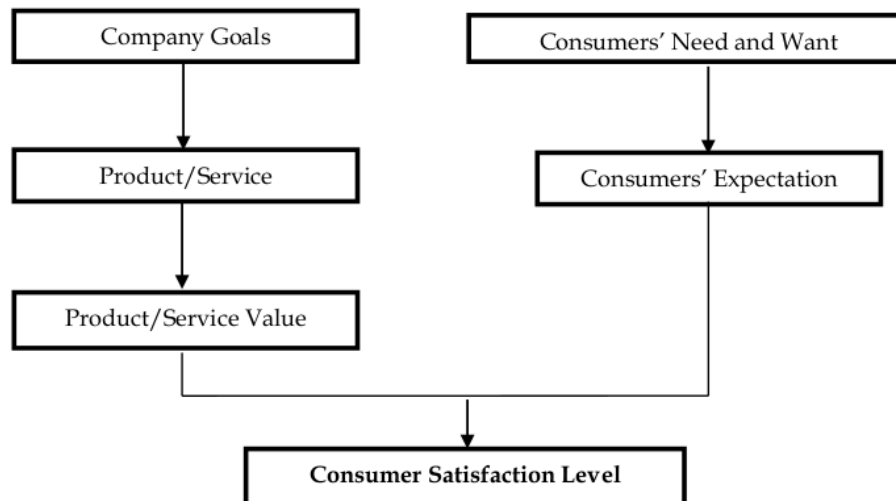 Company Goals
Consumers’ Need and Want
Product/Service
Consumers’ Expectation
Product/Service Value
Consumer Satisfaction Level